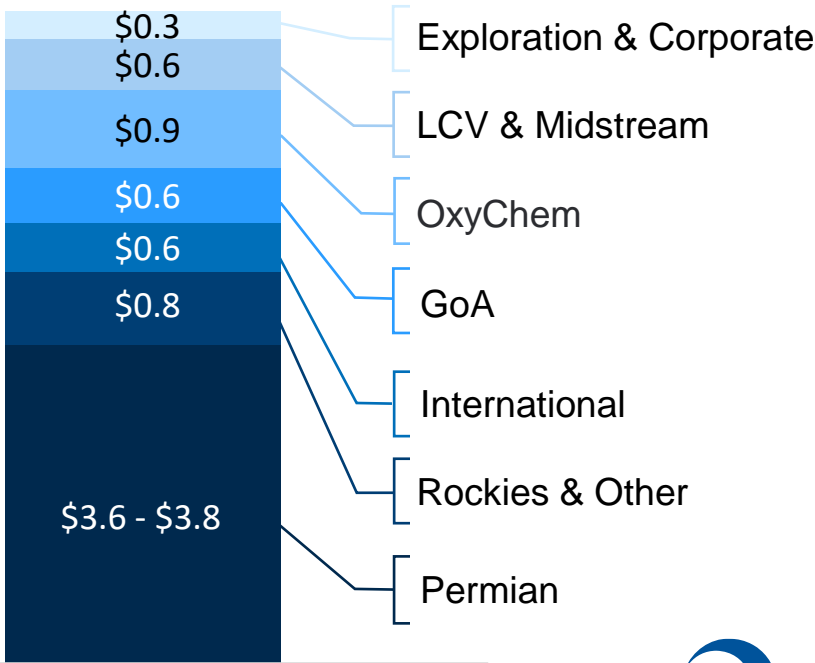 $0.3
Exploration & Corporate
$0.6
LCV & Midstream
$0.9
OxyChem
$0.6
GoA
$0.6
International
$0.8
Rockies & Other
$3.6 - $3.8
Permian